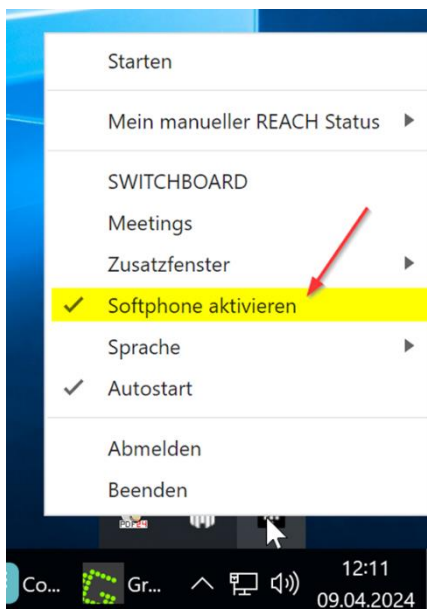 Starten
Mein manueller REACH Status
SWITCHBOARD
Meetings
Zusatzfenster
Softphone aktivieren
Sprache
Autostart
Abmelden
Beenden
PDF24
Co... Gr... 12:11
09.04.2024